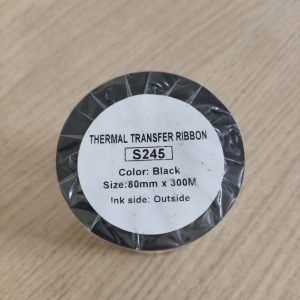 THERMAL TRANSFER RIBBON
S245
Color: Black
Size:80mm x 300M
Ink side: Outside